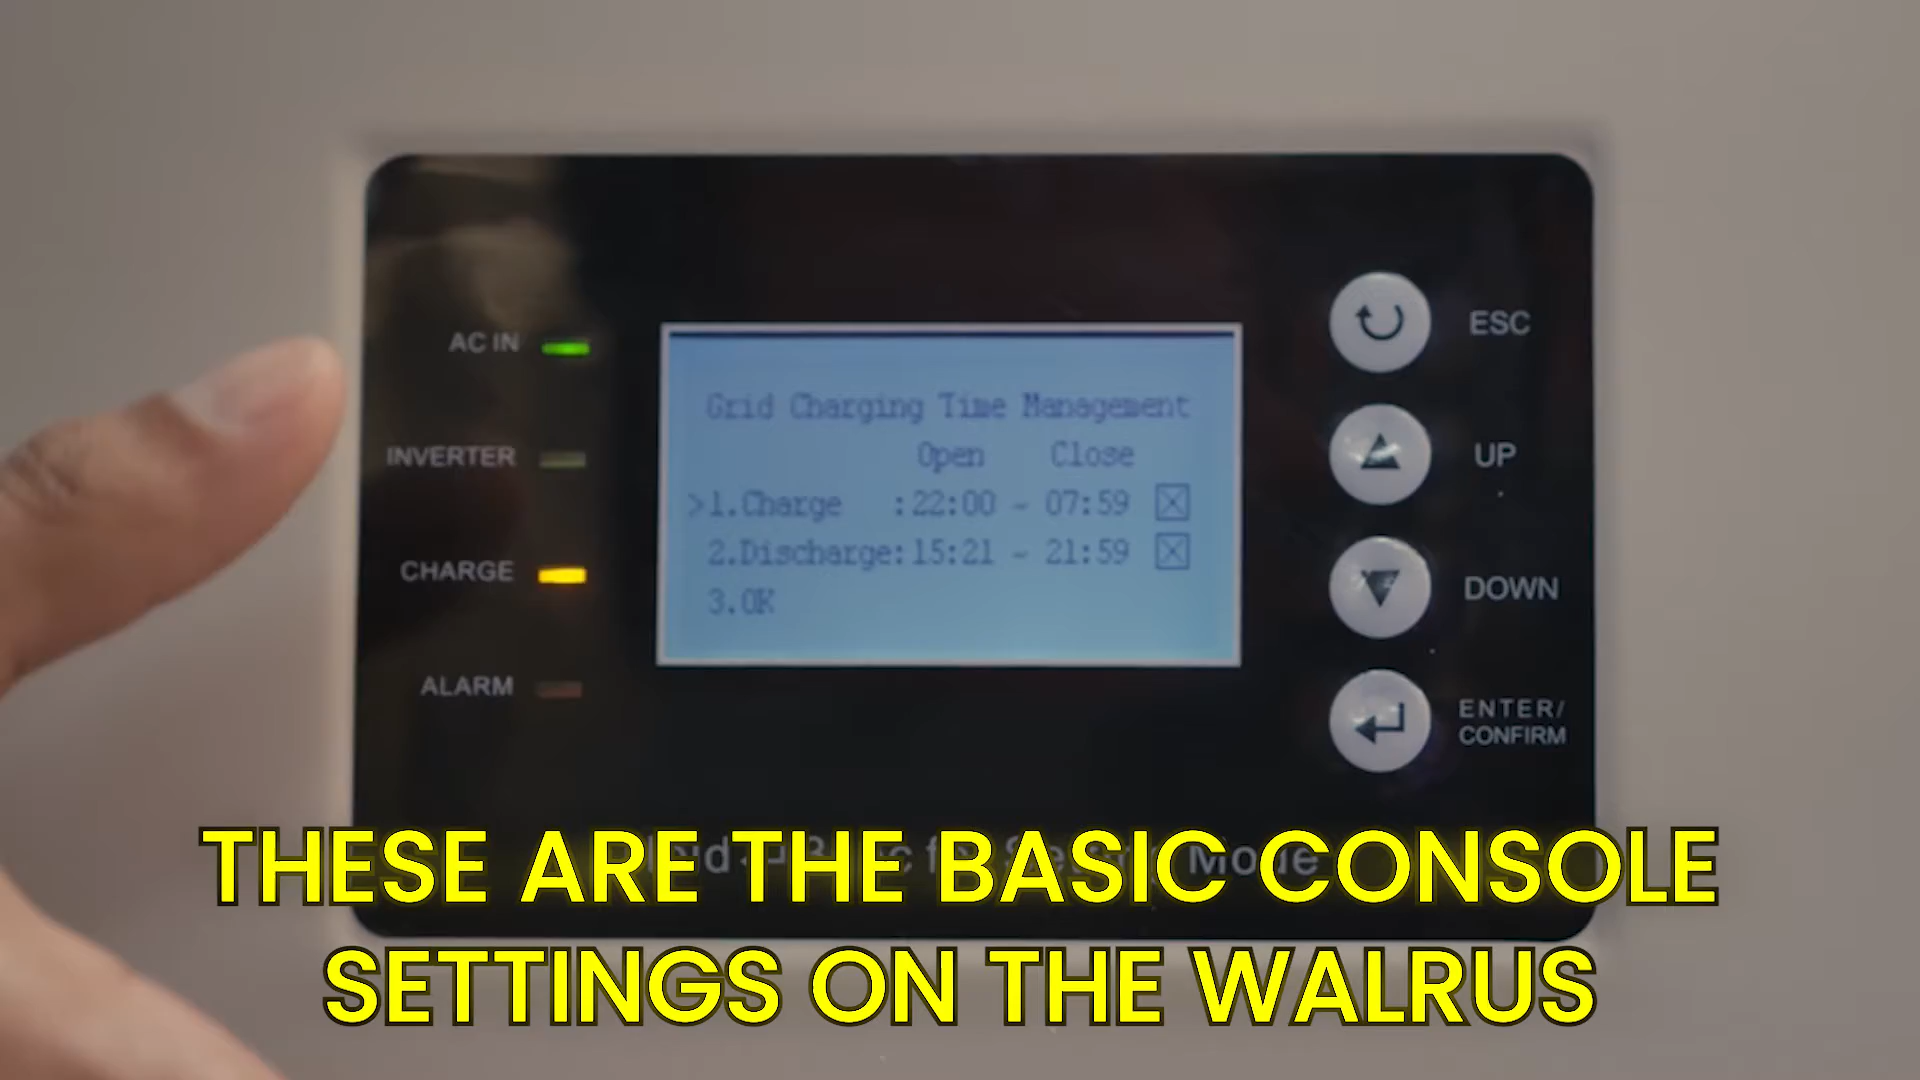 AC IN
INVERTER
CHARGE
ALARM
Grid Charging Time Management
Open Close
>1.Charge :22:00 - 07:59
2.Discharge:15:21 - 21:59
3.OK
ESC
UP
DOWN
ENTER/
CONFIRM
Mode
THESE ARE THE BASIC CONSOLE
SETTINGS ON THE WALRUS